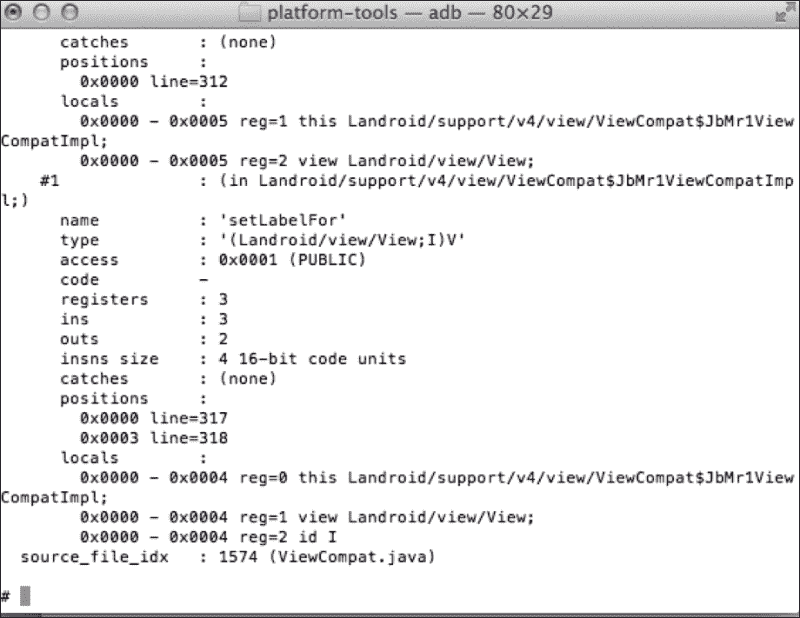 platform-tools — adb — 80×29
      catches       : (none)
      positions     :
        0x0000 line=312
      locals        :
        0x0000 - 0x0005 reg=1 this Landroid/support/v4/view/ViewCompat$JbMr1View
CompatImpl;
        0x0000 - 0x0005 reg=2 view Landroid/view/View;
    #1              : (in Landroid/support/v4/view/ViewCompat$JbMr1ViewCompatImp
l;)
      name          : 'setLabelFor'
      type          : '(Landroid/view/View;I)V'
      access        : 0x0001 (PUBLIC)
      code          -
      registers     : 3
      ins           : 3
      outs          : 2
      insns size    : 4 16-bit code units
      catches       : (none)
      positions     :
        0x0000 line=317
        0x0003 line=318
      locals        :
        0x0000 - 0x0004 reg=0 this Landroid/support/v4/view/ViewCompat$JbMr1View
CompatImpl;
        0x0000 - 0x0004 reg=1 view Landroid/view/View;
        0x0000 - 0x0004 reg=2 id I
  source_file_idx   : 1574 (ViewCompat.java)
#